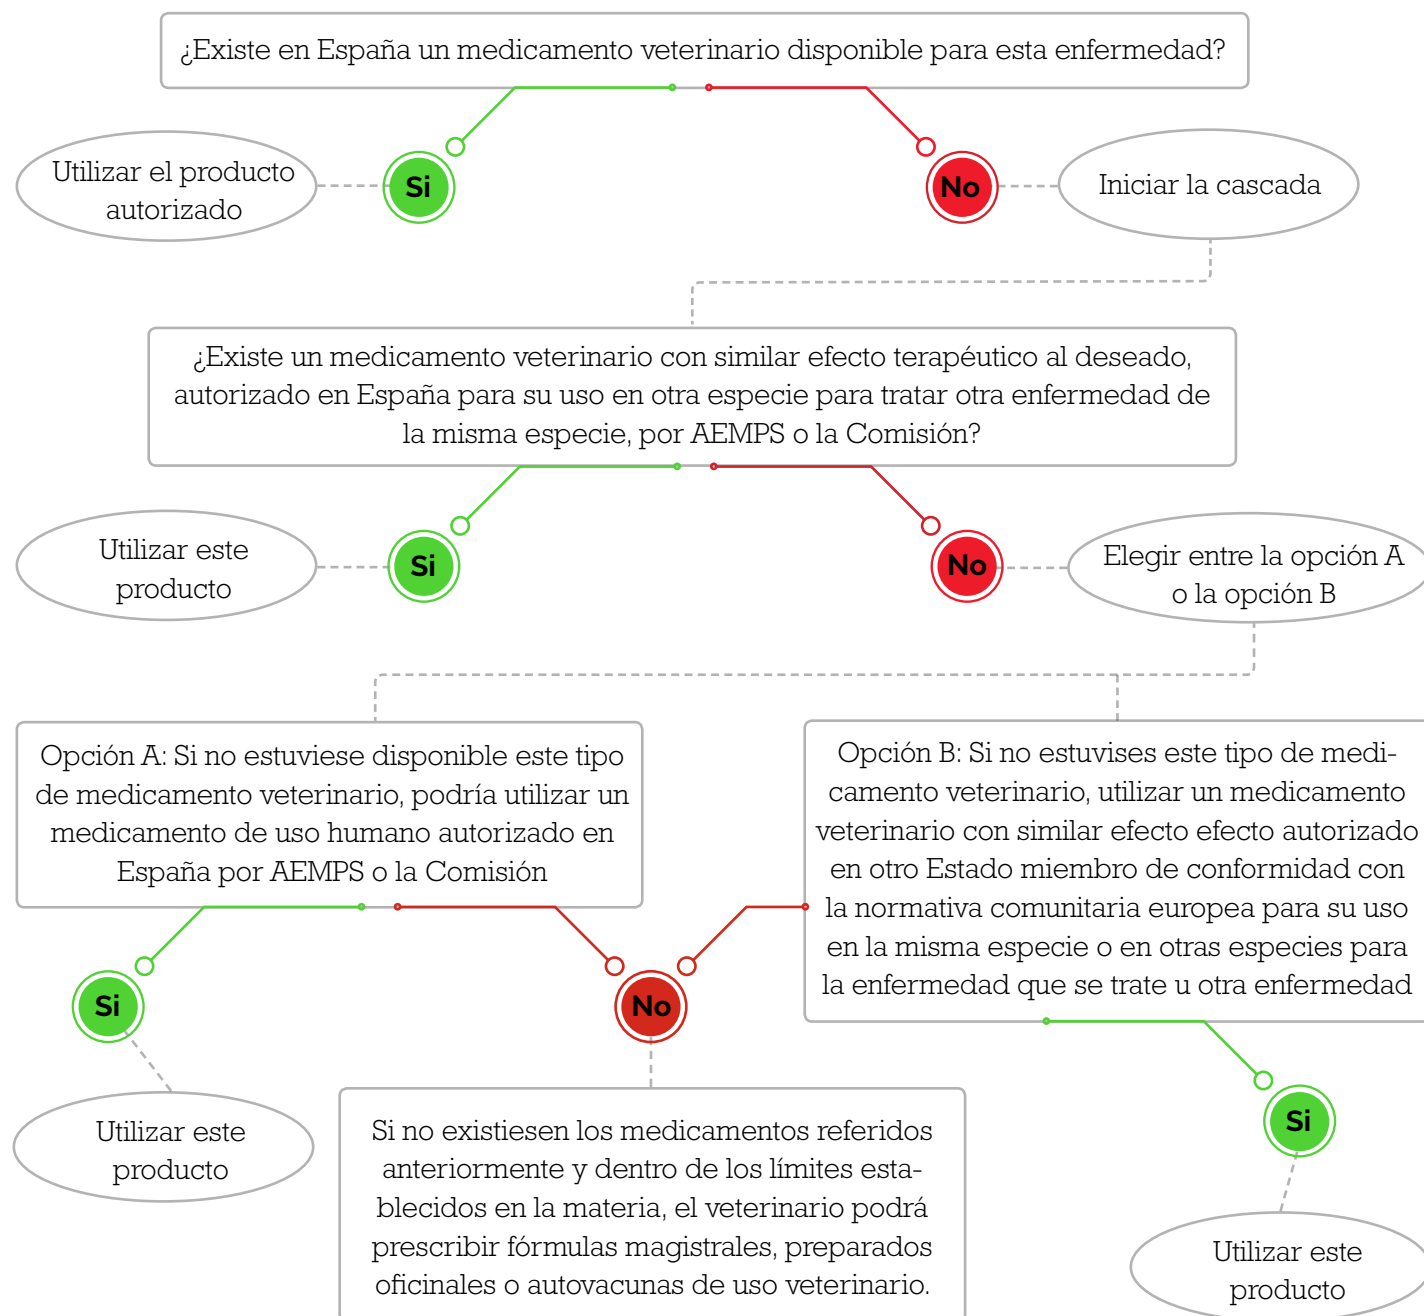 ¿Existe en España un medicamento veterinario disponible para esta enfermedad?
Utilizar el producto
autorizado
Si
No
Iniciar la cascada
¿Existe un medicamento veterinario con similar efecto terapéutico al deseado,
autorizado en España para su uso en otra especie para tratar otra enfermedad de
la misma especie, por AEMPS o la Comisión?
Utilizar este
producto
Si
No
Elegir entre la opción A
o la opción B
Opción A: Si no estuviese disponible este tipo
de medicamento veterinario, podría utilizar un
medicamento de uso humano autorizado en
España por AEMPS o la Comisión
Opción B: Si no estuvises este tipo de medi-
camento veterinario, utilizar un medicamento
veterinario con similar efecto efecto autorizado
en otro Estado miembro de conformidad con
la normativa comunitaria europea para su uso
en la misma especie o en otras especies para
la enfermedad que se trate u otra enfermedad
Si
No
Si
Utilizar este
producto
Si no existiesen los medicamentos referidos
anteriormente y dentro de los límites esta-
blecidos en la materia, el veterinario podrá
prescribir fórmulas magistrales, preparados
oficinales o autovacunas de uso veterinario.
Utilizar este
producto